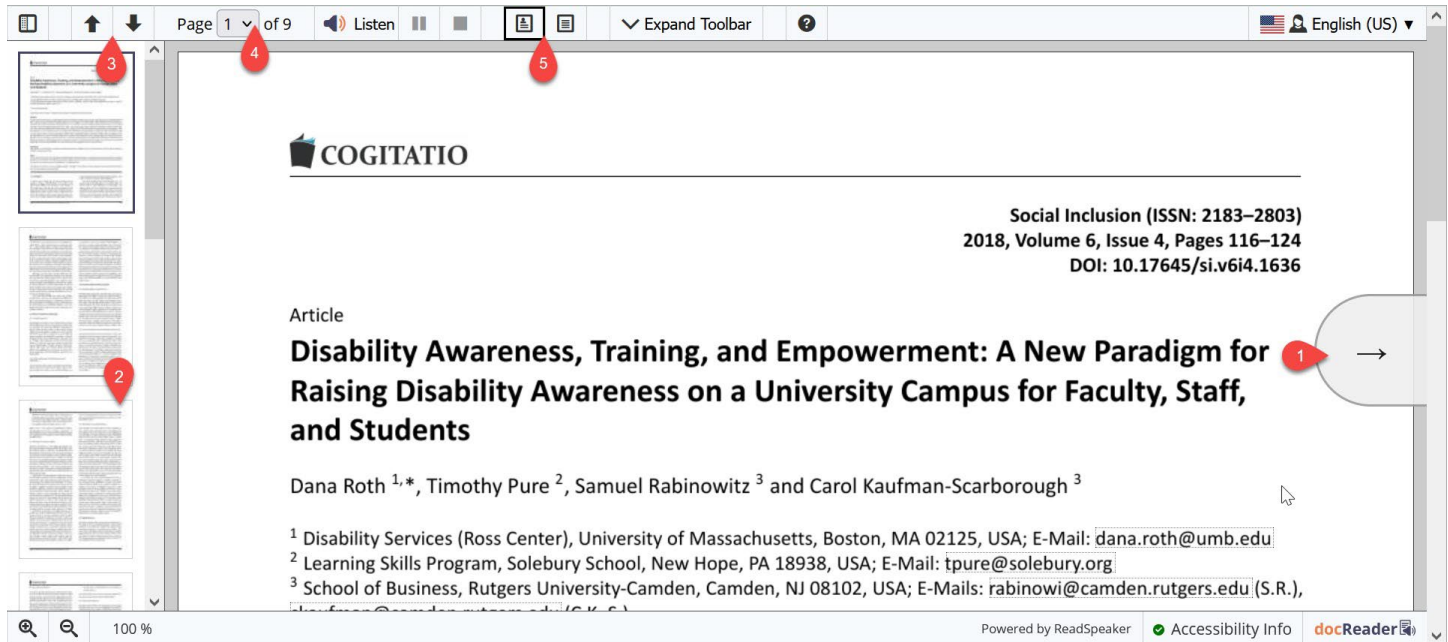 Page 1 of 9 Listen Expand Toolbar ? English (US) ▼
3
4
5
COGITATIO
Social Inclusion (ISSN: 2183–2803)
2018, Volume 6, Issue 4, Pages 116–124
DOI: 10.17645/si.v6i4.1636
Article
Disability Awareness, Training, and Empowerment: A New Paradigm for
1
→
Raising Disability Awareness on a University Campus for Faculty, Staff,
2
and Students
Dana Roth 1,*, Timothy Pure 2, Samuel Rabinowitz 3 and Carol Kaufman-Scarborough 3
1 Disability Services (Ross Center), University of Massachusetts, Boston, MA 02125, USA; E-Mail: dana.roth@umb.edu
2 Learning Skills Program, Solebury School, New Hope, PA 18938, USA; E-Mail: tpure@solebury.org
3 School of Business, Rutgers University-Camden, Camden, NJ 08102, USA; E-Mails: rabinowi@camden.rutgers.edu (S.R.),
100 % Powered by ReadSpeaker Accessibility Info docReader